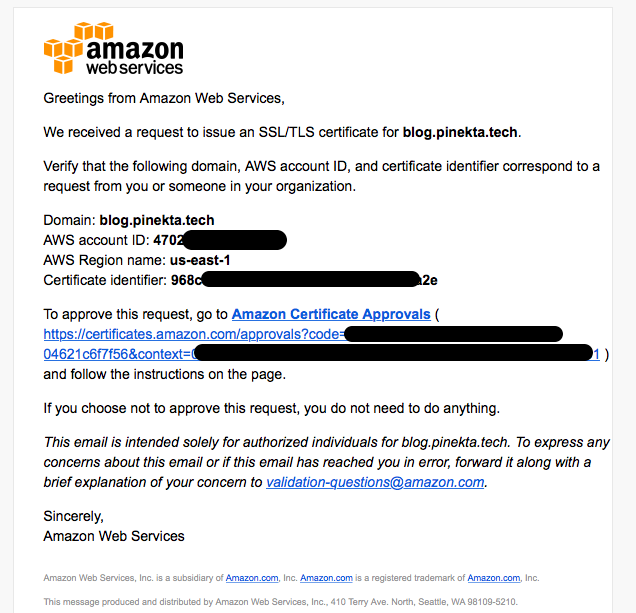 amazon
web services
Greetings from Amazon Web Services,
We received a request to issue an SSL/TLS certificate for blog.pinekta.tech.
Verify that the following domain, AWS account ID, and certificate identifier correspond to a
request from you or someone in your organization.
Domain: blog.pinekta.tech
AWS account ID: 4702
AWS Region name: us-east-1
Certificate identifier: 968c a2e
To approve this request, go to Amazon Certificate Approvals (
https://certificates.amazon.com/approvals?code=
04621c6f7f56&context= 1 )
and follow the instructions on the page.
If you choose not to approve this request, you do not need to do anything.
This email is intended solely for authorized individuals for blog.pinekta.tech. To express any
concerns about this email or if this email has reached you in error, forward it along with a
brief explanation of your concern to validation-questions@amazon.com.
Sincerely,
Amazon Web Services
Amazon Web Services, Inc. is a subsidiary of Amazon.com, Inc. Amazon.com is a registered trademark of Amazon.com, Inc.
This message produced and distributed by Amazon Web Services, Inc., 410 Terry Ave. North, Seattle, WA 98109-5210.